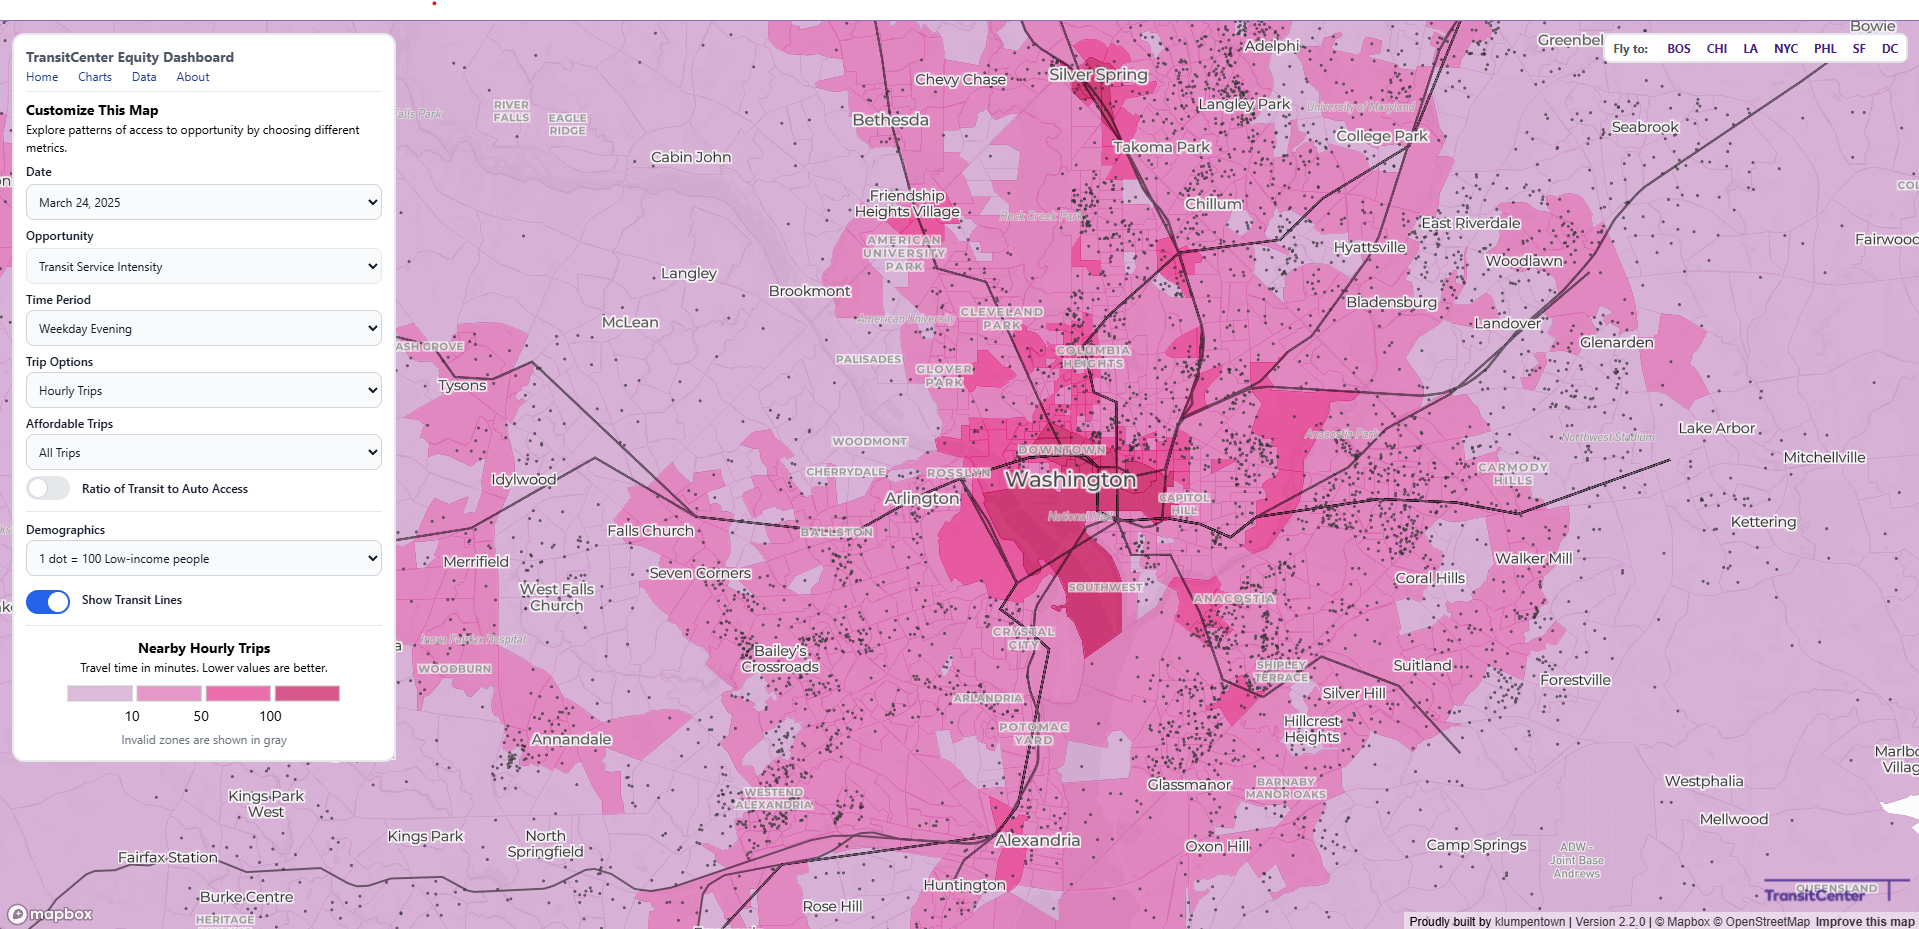 TransitCenter Equity Dashboard
Home Charts Data About
Customize This Map
Explore patterns of access to opportunity by choosing different
metrics.
Date
March 24, 2025
Opportunity
Transit Service Intensity
Time Period
Weekday Evening
Trip Options
Hourly Trips
Affordable Trips
All Trips
Ratio of Transit to Auto Access
Demographics
1 dot = 100 Low-income people
Show Transit Lines
Nearby Hourly Trips
Travel time in minutes. Lower values are better.
10 50 100
Invalid zones are shown in gray
Fly to: BOS CHI LA NYC PHL SF DC
Bowie
Greenbel
Adelphi
Silver Spring
Chevy Chase
RIVER
FALLS
EAGLE
RIDGE
Falls Park
Bethesda
Langley Park
University of Maryland
College Park
Seabrook
Takoma Park
Cabin John
Friendship
Heights Village
Rock Creek Park
Chillum
East Riverdale
Hyattsville
Fairwood
AMERICAN
UNIVERSITY
PARK
Woodlawn
Langley
Brookmont
Bladensburg
American University
CLEVELAND
PARK
McLean
Landover
Glenarden
ASH GROVE
COLUMBIA
HEIGHTS
PALISADES
GLOVER
PARK
Tysons
Lake Arbor
Anacostia Park
Northwest Stadium
WOODMONT
DOWNTOWN
Mitchellville
CHERRYDALE
ROSSLYN
Washington
CARMODY
HILLS
Idylwood
Arlington
CAPITOL
HILL
National Mall
Kettering
Falls Church
BALLSTON
Merrifield
Walker Mill
Seven Corners
Coral Hills
West Falls
Church
SOUTHWEST
ANACOSTIA
CRYSTAL
CITY
Inova Fairfax Hospital
Bailey's
Crossroads
WOODBURN
SHIPLEY
TERRACE
Suitland
Forestville
ARLANDRIA
Silver Hill
Hillcrest
Heights
POTOMAC
YARD
Annandale
Marlbo
Villag
Glassmanor
BARNABY
MANOR OAKS
Westphalia
WESTEND
ALEXANDRIA
Kings Park
West
Mellwood
Kings Park
North
Springfield
Alexandria
Oxon Hill
Camp Springs
ADW -
Joint Base
Andrews
Fairfax Station
Huntington
QUEENSLAND
TransitCenter
Burke Centre
Rose Hill
HERITAGE
mapbox
Proudly built by klumpentown | Version 2.2.0 | © Mapbox © OpenStreetMap Improve this map